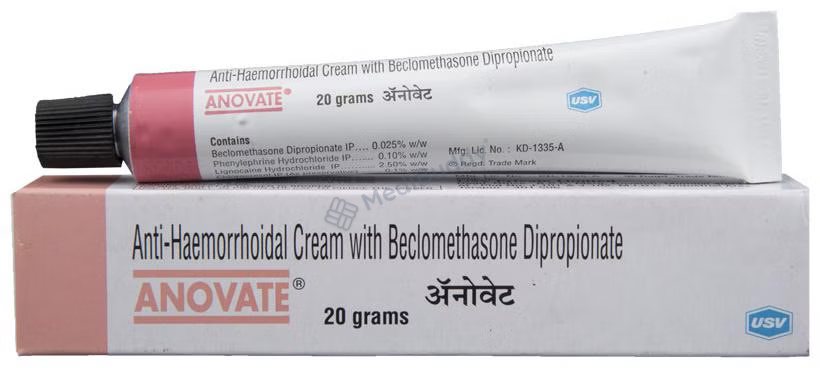 Anti-Haemorrhoidal Cream with Beclomethasone Dipropionate
ANOVATE® 20 grams ॲनोवेट
USV
Contains
Beclomethasone Dipropionate IP.... 0.025% w/w
Phenylephrine Hydrochloride IP..... 0.10% w/w
Lignocaine Hydrochloride IP........ 2.50% w/w
Mfg. Lic. No. : KD-1335-A
® Regd. Trade Mark
Anti-Haemorrhoidal Cream with Beclomethasone Dipropionate
ANOVATE® 20 grams ॲनोवेट
USV